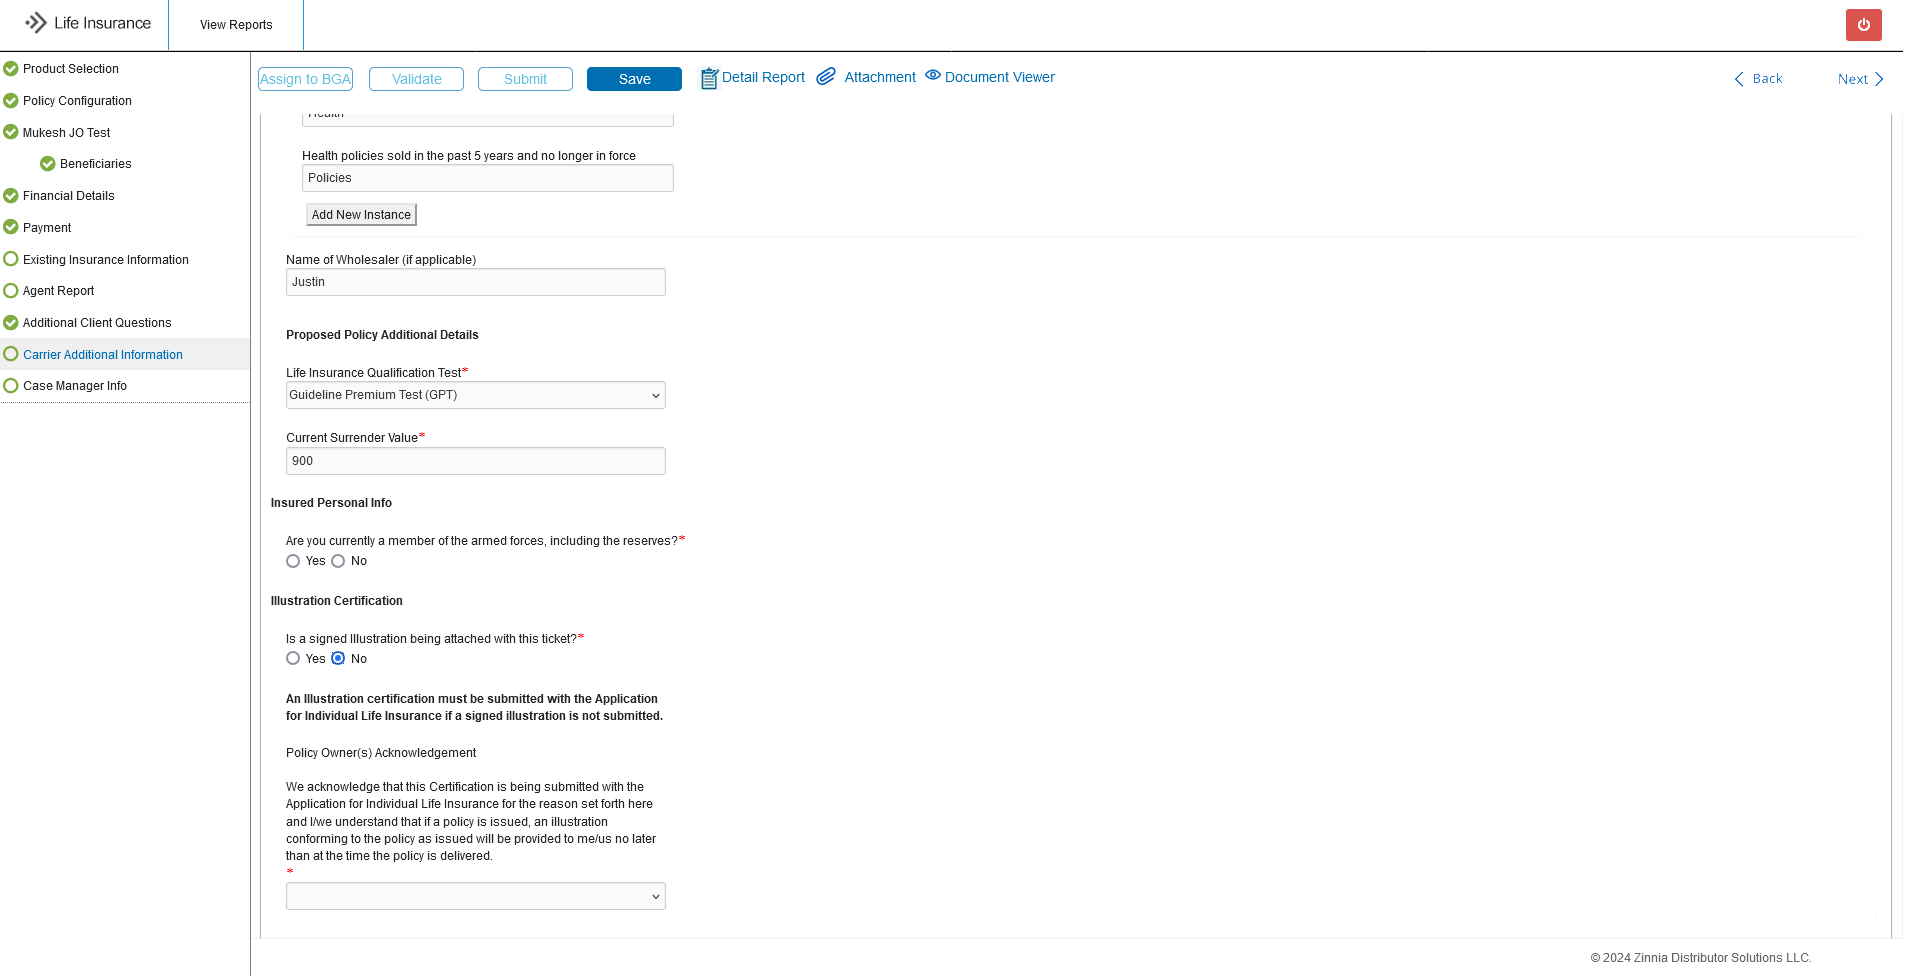 Life Insurance
View Reports
Product Selection
Policy Configuration
Mukesh JO Test
Beneficiaries
Financial Details
Payment
Existing Insurance Information
Agent Report
Additional Client Questions
Carrier Additional Information
Case Manager Info
Assign to BGA
Validate
Submit
Save
Detail Report
Attachment
Document Viewer
Back
Next
Health
Health policies sold in the past 5 years and no longer in force
Policies
Add New Instance
Name of Wholesaler (if applicable)
Justin
Proposed Policy Additional Details
Life Insurance Qualification Test*
Guideline Premium Test (GPT)
Current Surrender Value*
900
Insured Personal Info
Are you currently a member of the armed forces, including the reserves?*
Yes No
Illustration Certification
Is a signed Illustration being attached with this ticket?*
Yes No
An Illustration certification must be submitted with the Application
for Individual Life Insurance if a signed illustration is not submitted.
Policy Owner(s) Acknowledgement
We acknowledge that this Certification is being submitted with the
Application for Individual Life Insurance for the reason set forth here
and I/we understand that if a policy is issued, an illustration
conforming to the policy as issued will be provided to me/us no later
than at the time the policy is delivered.
*
© 2024 Zinnia Distributor Solutions LLC.